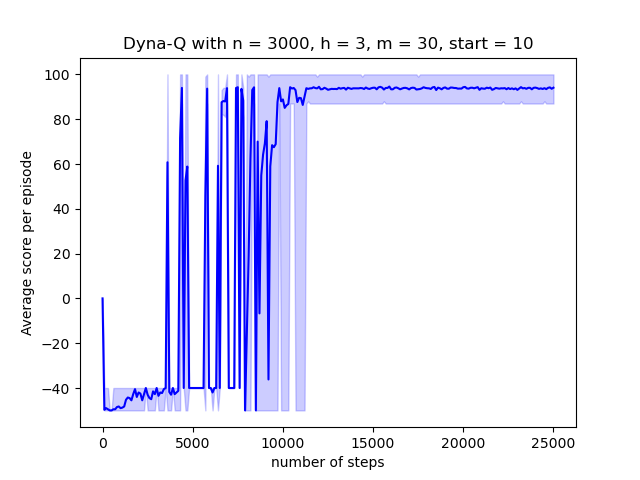 Dyna-Q with n = 3000, h = 3, m = 30, start = 10
100
80
60
40
20
0
−20
−40
Average score per episode
0 5000 10000 15000 20000 25000
number of steps